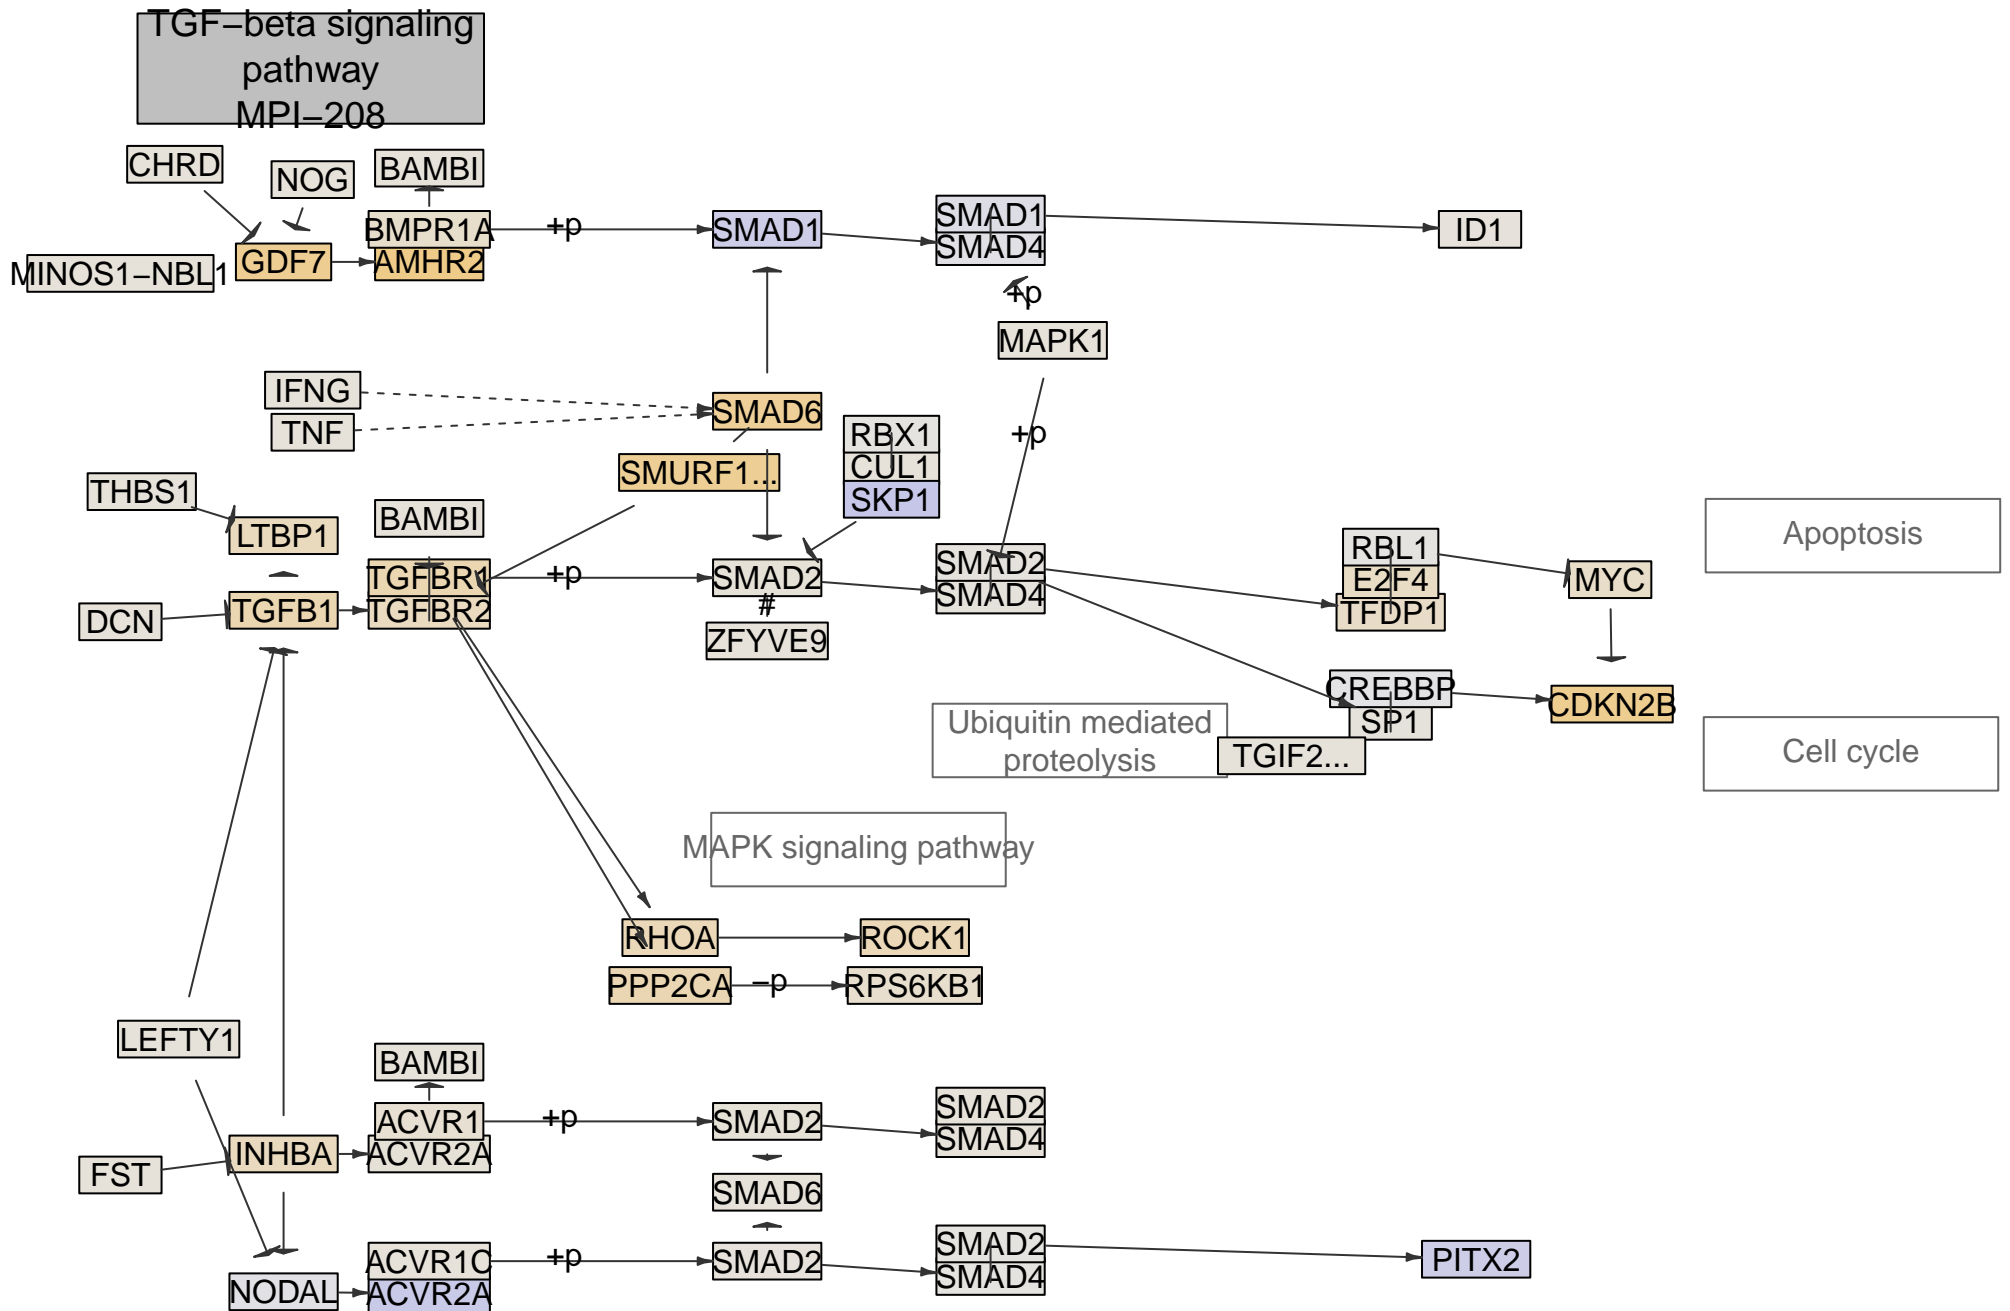 TGF−beta signaling
pathway
MPI−208
CHRD
NOG
BAMBI
BMPR1A
+p
SMAD1
SMAD1
SMAD4
ID1
MINOS1−NBL1
GDF7
AMHR2
+p
MAPK1
IFNG
TNF
SMAD6
RBX1
CUL1
SKP1
+p
SMURF1...
THBS1
LTBP1
BAMBI
TGFBR1
TGFBR2
+p
SMAD2
#
ZFYVE9
SMAD2
SMAD4
RBL1
E2F4
TFDP1
MYC
Apoptosis
DCN
TGFB1
CREBBP
SP1
TGIF2...
CDKN2B
Cell cycle
Ubiquitin mediated
proteolysis
MAPK signaling pathway
RHOA
ROCK1
PPP2CA
−p
RPS6KB1
LEFTY1
BAMBI
ACVR1
ACVR2A
+p
SMAD2
SMAD2
SMAD4
INHBA
FST
SMAD6
ACVR1C
ACVR2A
+p
SMAD2
SMAD2
SMAD4
PITX2
NODAL